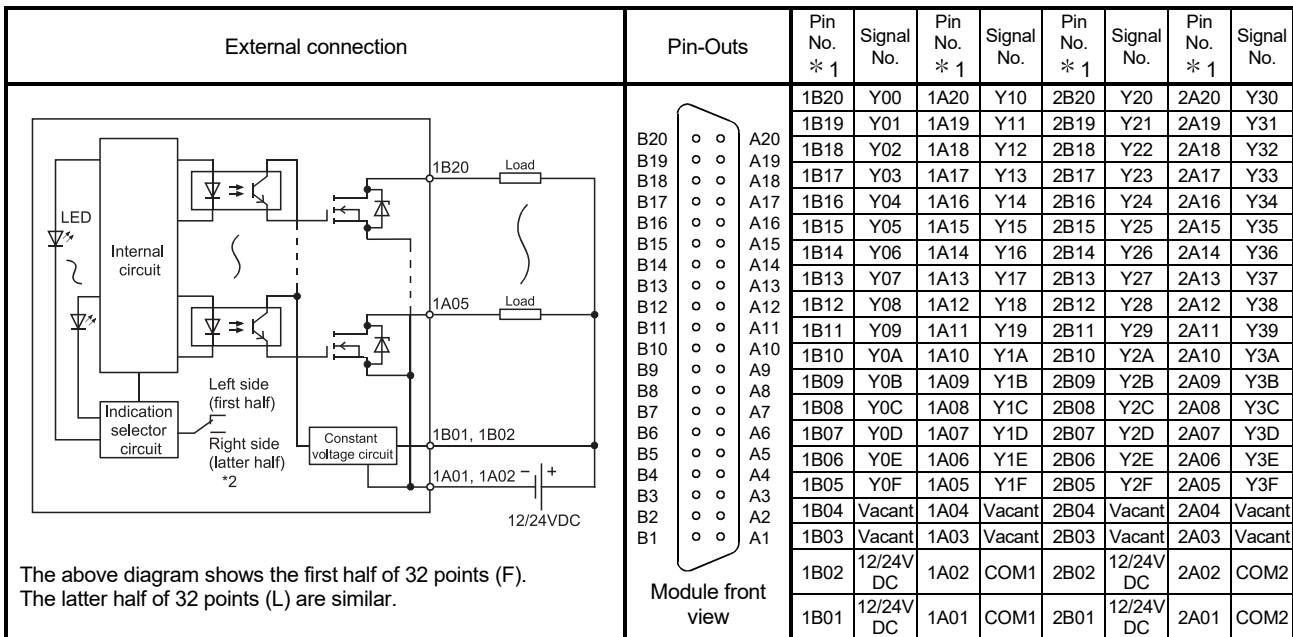 External connection
Pin-Outs
Pin No. *1 Signal No. Pin No. *1 Signal No. Pin No. *1 Signal No. Pin No. *1 Signal No.
LED
Internal circuit
Indication selector circuit
Left side (first half)
Right side (latter half) *2
Constant voltage circuit
1B20
Load
1A05
Load
1B01, 1B02
1A01, 1A02
− +
12/24VDC
The above diagram shows the first half of 32 points (F).
The latter half of 32 points (L) are similar.
B20 A20
B19 A19
B18 A18
B17 A17
B16 A16
B15 A15
B14 A14
B13 A13
B12 A12
B11 A11
B10 A10
B9 A9
B8 A8
B7 A7
B6 A6
B5 A5
B4 A4
B3 A3
B2 A2
B1 A1
Module front view
1B20 Y00 1A20 Y10 2B20 Y20 2A20 Y30
1B19 Y01 1A19 Y11 2B19 Y21 2A19 Y31
1B18 Y02 1A18 Y12 2B18 Y22 2A18 Y32
1B17 Y03 1A17 Y13 2B17 Y23 2A17 Y33
1B16 Y04 1A16 Y14 2B16 Y24 2A16 Y34
1B15 Y05 1A15 Y15 2B15 Y25 2A15 Y35
1B14 Y06 1A14 Y16 2B14 Y26 2A14 Y36
1B13 Y07 1A13 Y17 2B13 Y27 2A13 Y37
1B12 Y08 1A12 Y18 2B12 Y28 2A12 Y38
1B11 Y09 1A11 Y19 2B11 Y29 2A11 Y39
1B10 Y0A 1A10 Y1A 2B10 Y2A 2A10 Y3A
1B09 Y0B 1A09 Y1B 2B09 Y2B 2A09 Y3B
1B08 Y0C 1A08 Y1C 2B08 Y2C 2A08 Y3C
1B07 Y0D 1A07 Y1D 2B07 Y2D 2A07 Y3D
1B06 Y0E 1A06 Y1E 2B06 Y2E 2A06 Y3E
1B05 Y0F 1A05 Y1F 2B05 Y2F 2A05 Y3F
1B04 Vacant 1A04 Vacant 2B04 Vacant 2A04 Vacant
1B03 Vacant 1A03 Vacant 2B03 Vacant 2A03 Vacant
1B02 12/24V DC 1A02 COM1 2B02 12/24V DC 2A02 COM2
1B01 12/24V DC 1A01 COM1 2B01 12/24V DC 2A01 COM2